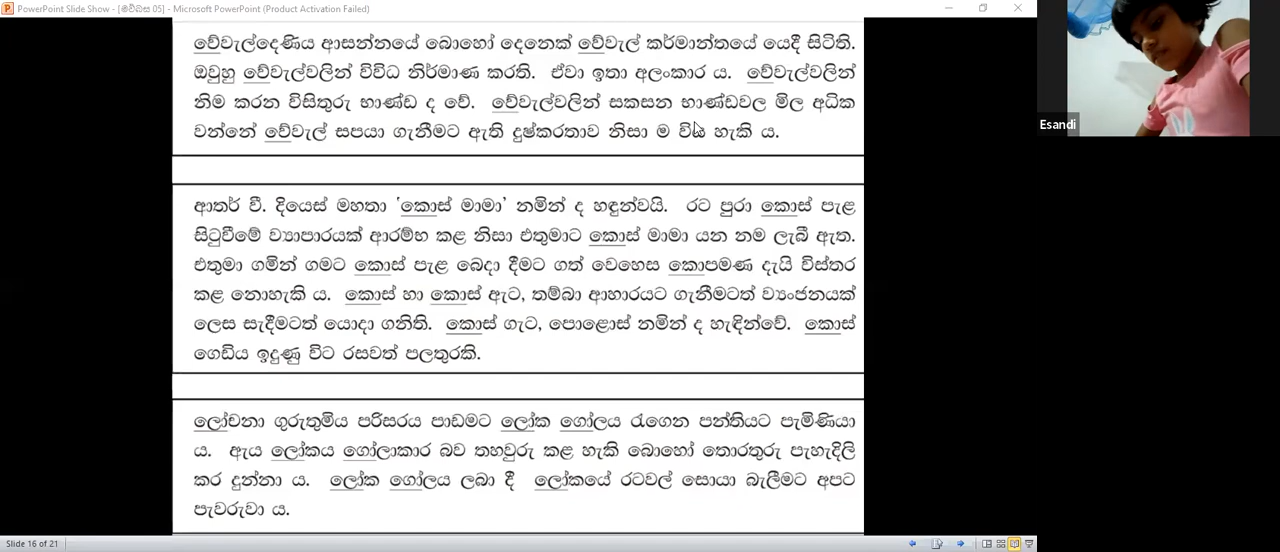 PowerPoint Slide Show - [මව්බස 05] - Microsoft PowerPoint (Product Activation Failed)
වේවැල්දෙණිය ආසන්නයේ බොහෝ දෙනෙක් වේවැල් කර්මාන්තයේ යෙදී සිටිති.
ඔවුහු වේවැල්වලින් විවිධ නිර්මාණ කරති. ඒවා ඉතා අලංකාර ය. වේවැල්වලින්
නිම කරන විසිතුරු භාණ්ඩ ද වේ. වේවැල්වලින් සකසන භාණ්ඩවල මිල අධික
වන්නේ වේවැල් සපයා ගැනීමට ඇති දුෂ්කරතාව නිසා ම විය හැකි ය.
Esandi
ආතර් වී. දියෙස් මහතා 'කොස් මාමා' නමින් ද හඳුන්වයි. රට පුරා කොස් පැළ
සිටුවීමේ ව්‍යාපාරයක් ආරම්භ කළ නිසා එතුමාට කොස් මාමා යන නම ලැබී ඇත.
එතුමා ගමින් ගමට කොස් පැළ බෙදා දීමට ගත් වෙහෙස කොපමණ දැයි විස්තර
කළ නොහැකි ය. කොස් හා කොස් ඇට, තම්බා ආහාරයට ගැනීමටත් ව්‍යංජනයක්
ලෙස සැදීමටත් යොදා ගනිති. කොස් ගැට, පොළොස් නමින් ද හැඳින්වේ. කොස්
ගෙඩිය ඉදුණු විට රසවත් පලතුරකි.
ලෝචනා ගුරුතුමිය පරිසරය පාඩමට ලෝක ගෝලය රැගෙන පන්තියට පැමිණියා
ය. ඇය ලෝකය ගෝලාකාර බව තහවුරු කළ හැකි බොහෝ තොරතුරු පැහැදිලි
කර දුන්නා ය. ලෝක ගෝලය ලබා දී ලෝකයේ රටවල් සොයා බැලීමට අපට
පැවරුවා ය.
Slide 16 of 21